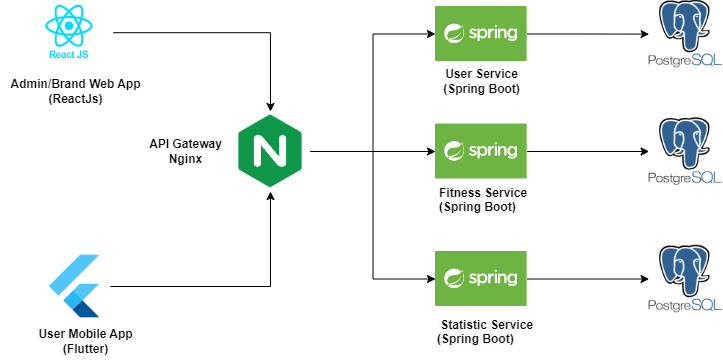 React JS
Admin/Brand Web App
(ReactJs)
API Gateway
Nginx
N
User Mobile App
(Flutter)
spring
User Service
(Spring Boot)
PostgreSQL
spring
Fitness Service
(Spring Boot)
PostgreSQL
spring
Statistic Service
(Spring Boot)
PostgreSQL